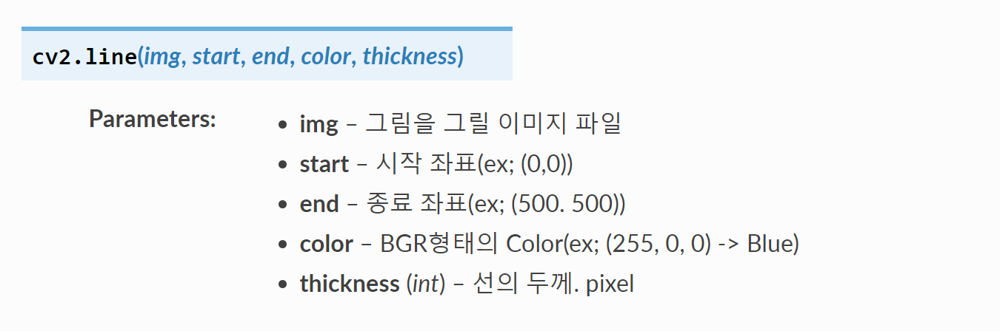 cv2.line(img, start, end, color, thickness)
Parameters:
• img – 그림을 그릴 이미지 파일
• start – 시작 좌표(ex; (0,0))
• end – 종료 좌표(ex; (500. 500))
• color – BGR형태의 Color(ex; (255, 0, 0) -> Blue)
• thickness (int) – 선의 두께. pixel